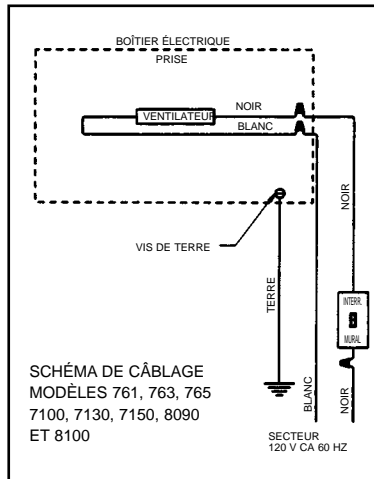 BOÎTIER ÉLECTRIQUE
PRISE
NOIR
VENTILATEUR
BLANC
NOIR
VIS DE TERRE
TERRE
INTERR.
MURAL
SCHÉMA DE CÂBLAGE
MODÈLES 761, 763, 765
7100, 7130, 7150, 8090
ET 8100
BLANC
NOIR
SECTEUR
120 V CA 60 HZ